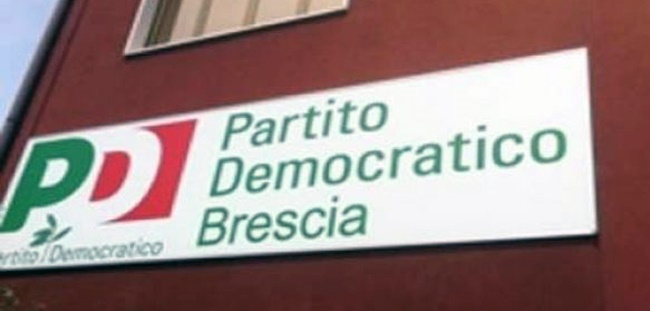 PD
Partito Democratico
Partito
Democratico
Brescia